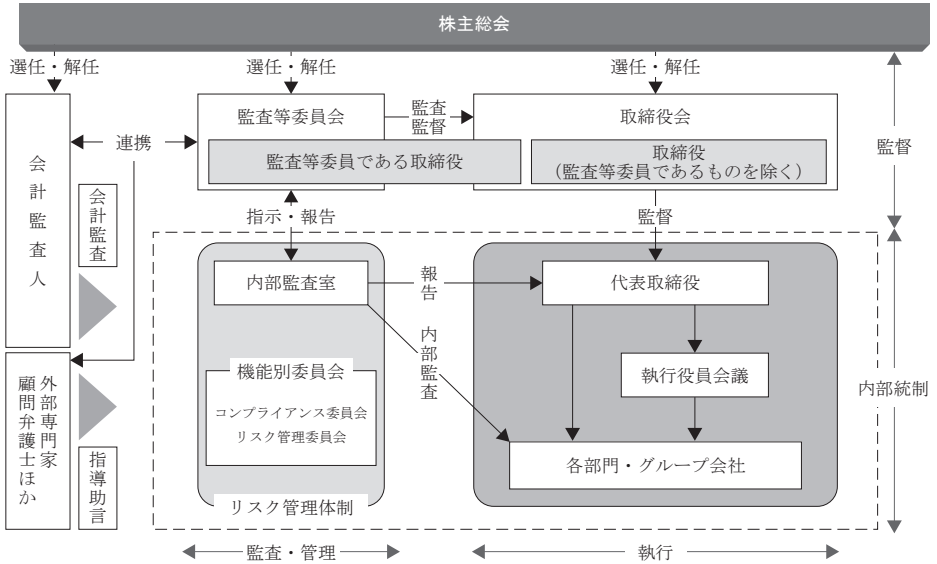 株主総会
選任・解任
選任・解任
選任・解任
会計監査人
連携
監査等委員会
監査
監督
取締役会
監査等委員である取締役
取締役
（監査等委員であるものを除く）
監督
会計監査
指示・報告
監督
内部監査室
報告
代表取締役
内部監査
執行役員会議
機能別委員会
コンプライアンス委員会
リスク管理委員会
各部門・グループ会社
リスク管理体制
内部統制
外部専門家
顧問弁護士ほか
指導助言
監査・管理
執行